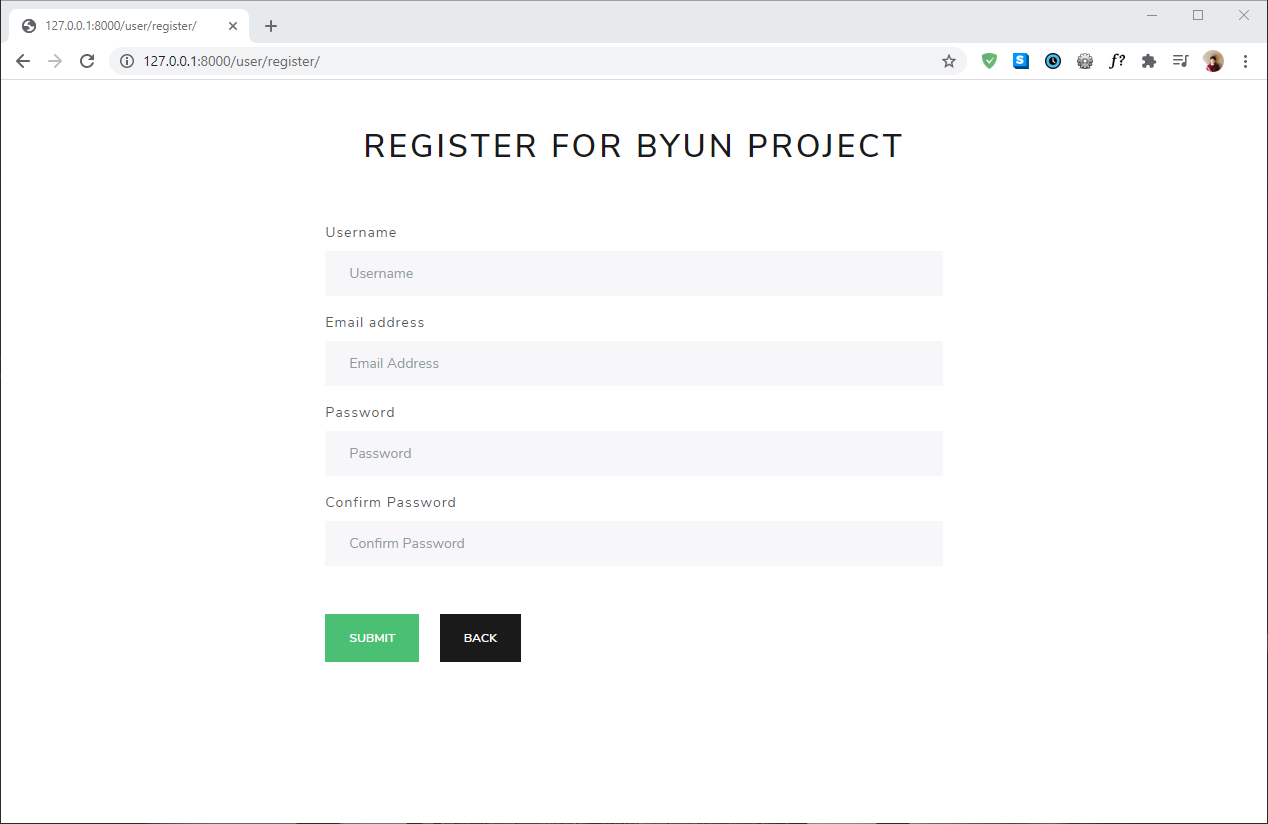 127.0.0.1:8000/user/register/
127.0.0.1:8000/user/register/
S
f?
REGISTER FOR BYUN PROJECT
Username
Username
Email address
Email Address
Password
Password
Confirm Password
Confirm Password
SUBMIT BACK